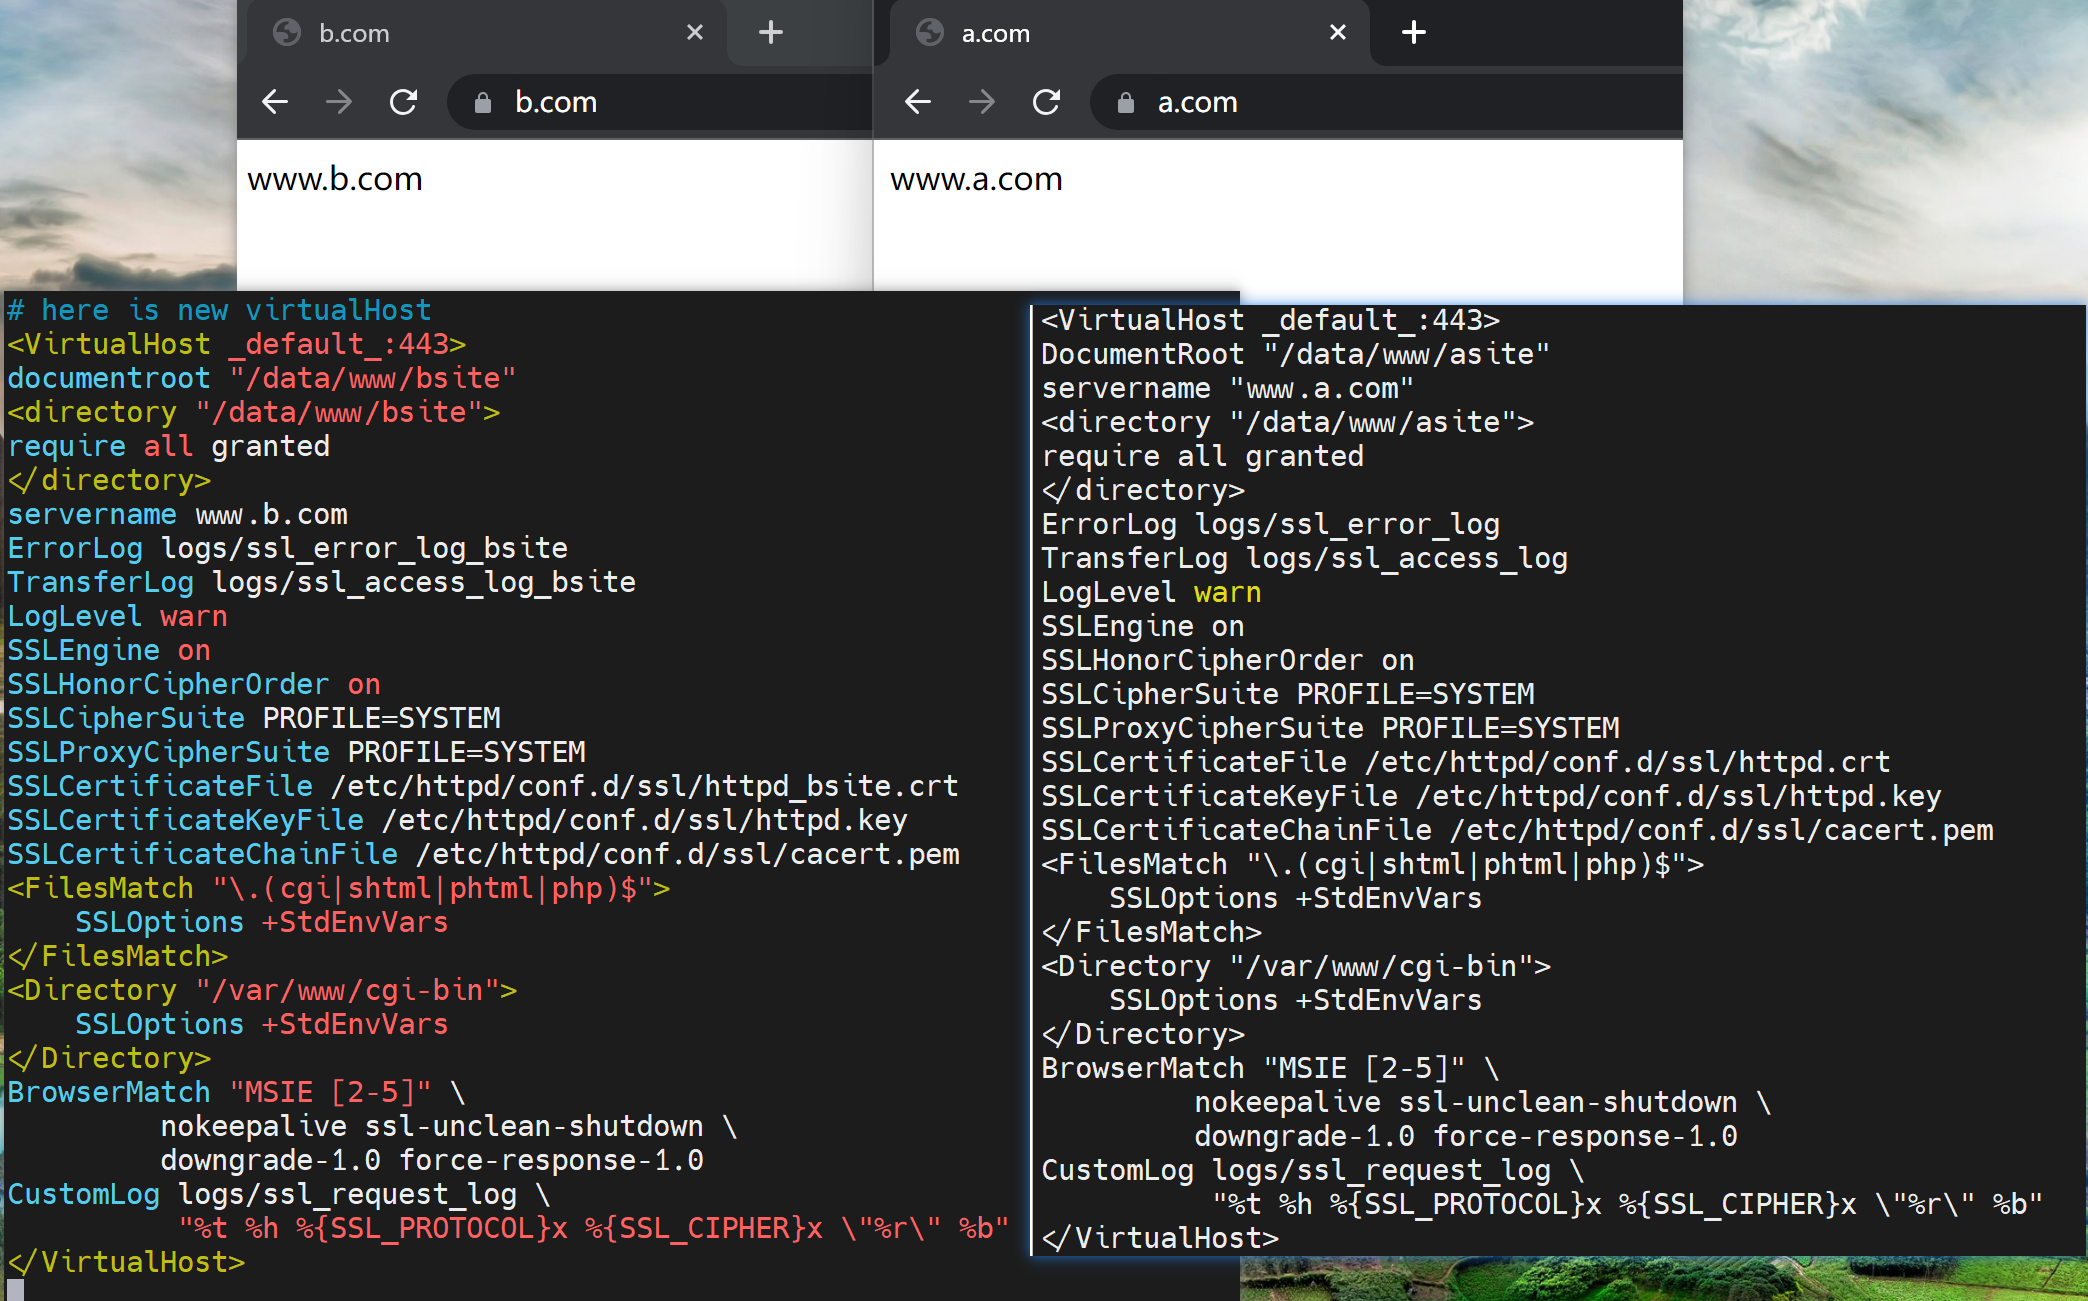 b.com
b.com
www.b.com
a.com
a.com
www.a.com
# here is new virtualHost
<VirtualHost _default_:443>
documentroot "/data/www/bsite"
<directory "/data/www/bsite">
require all granted
</directory>
servername www.b.com
ErrorLog logs/ssl_error_log_bsite
TransferLog logs/ssl_access_log_bsite
LogLevel warn
SSLEngine on
SSLHonorCipherOrder on
SSLCipherSuite PROFILE=SYSTEM
SSLProxyCipherSuite PROFILE=SYSTEM
SSLCertificateFile /etc/httpd/conf.d/ssl/httpd_bsite.crt
SSLCertificateKeyFile /etc/httpd/conf.d/ssl/httpd.key
SSLCertificateChainFile /etc/httpd/conf.d/ssl/cacert.pem
<FilesMatch "\.(cgi|shtml|phtml|php)$">
    SSLOptions +StdEnvVars
</FilesMatch>
<Directory "/var/www/cgi-bin">
    SSLOptions +StdEnvVars
</Directory>
BrowserMatch "MSIE [2-5]" \
         nokeepalive ssl-unclean-shutdown \
         downgrade-1.0 force-response-1.0
CustomLog logs/ssl_request_log \
          "%t %h %{SSL_PROTOCOL}x %{SSL_CIPHER}x \"%r\" %b"
</VirtualHost>
<VirtualHost _default_:443>
DocumentRoot "/data/www/asite"
servername "www.a.com"
<directory "/data/www/asite">
require all granted
</directory>
ErrorLog logs/ssl_error_log
TransferLog logs/ssl_access_log
LogLevel warn
SSLEngine on
SSLHonorCipherOrder on
SSLCipherSuite PROFILE=SYSTEM
SSLProxyCipherSuite PROFILE=SYSTEM
SSLCertificateFile /etc/httpd/conf.d/ssl/httpd.crt
SSLCertificateKeyFile /etc/httpd/conf.d/ssl/httpd.key
SSLCertificateChainFile /etc/httpd/conf.d/ssl/cacert.pem
<FilesMatch "\.(cgi|shtml|phtml|php)$">
    SSLOptions +StdEnvVars
</FilesMatch>
<Directory "/var/www/cgi-bin">
    SSLOptions +StdEnvVars
</Directory>
BrowserMatch "MSIE [2-5]" \
         nokeepalive ssl-unclean-shutdown \
         downgrade-1.0 force-response-1.0
CustomLog logs/ssl_request_log \
          "%t %h %{SSL_PROTOCOL}x %{SSL_CIPHER}x \"%r\" %b"
</VirtualHost>